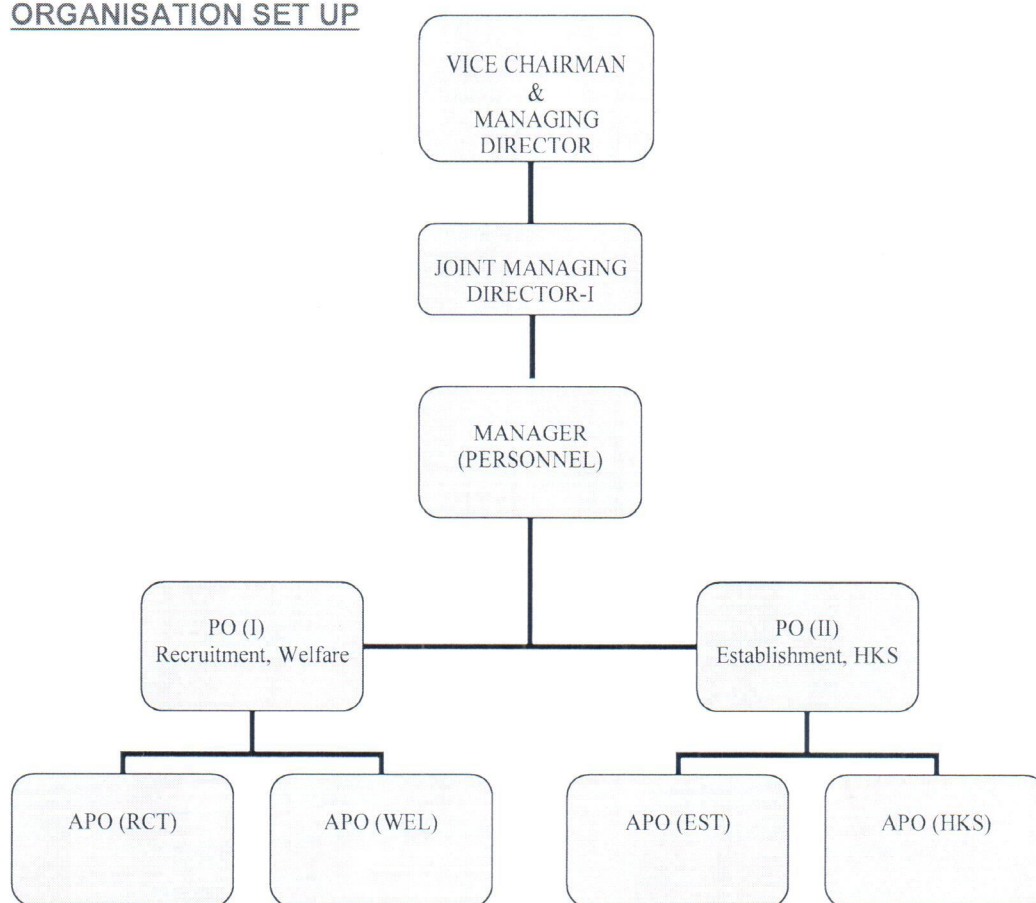 ORGANISATION SET UP
VICE CHAIRMAN
&
MANAGING
DIRECTOR
JOINT MANAGING
DIRECTOR-I
MANAGER
(PERSONNEL)
PO (I)
Recruitment, Welfare
PO (II)
Establishment, HKS
APO (RCT)
APO (WEL)
APO (EST)
APO (HKS)